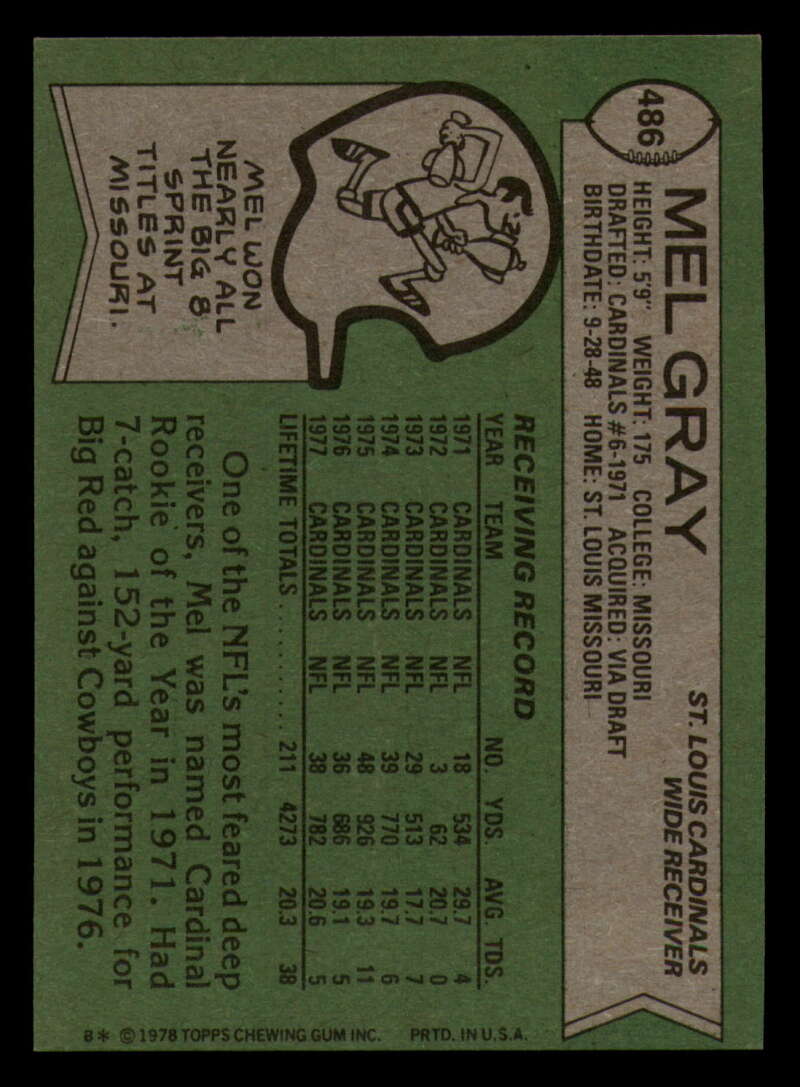 486
MEL GRAY
ST. LOUIS CARDINALS
WIDE RECEIVER
HEIGHT: 5'9" WEIGHT: 175 COLLEGE: MISSOURI
DRAFTED: CARDINALS #6-1971 ACQUIRED: VIA DRAFT
BIRTHDATE: 9-28-48 HOME: ST. LOUIS MISSOURI
MEL WON
NEARLY ALL
THE BIG 8
SPRINT
TITLES AT
MISSOURI.
RECEIVING RECORD
YEAR TEAM NO. YDS. AVG. TDS.
1971 CARDINALS NFL 18 534 29.7 4
1972 CARDINALS NFL 3 62 20.7 0
1973 CARDINALS NFL 29 513 17.7 7
1974 CARDINALS NFL 39 770 19.7 6
1975 CARDINALS NFL 48 926 19.3 11
1976 CARDINALS NFL 36 686 19.1 5
1977 CARDINALS NFL 38 782 20.6 5
LIFETIME TOTALS ............ 211 4273 20.3 38
One of the NFL's most feared deep
receivers, Mel was named Cardinal
Rookie of the Year in 1971. Had
7-catch, 152-yard performance for
Big Red against Cowboys in 1976.
B* © 1978 TOPPS CHEWING GUM INC. PRTD. IN U.S.A.